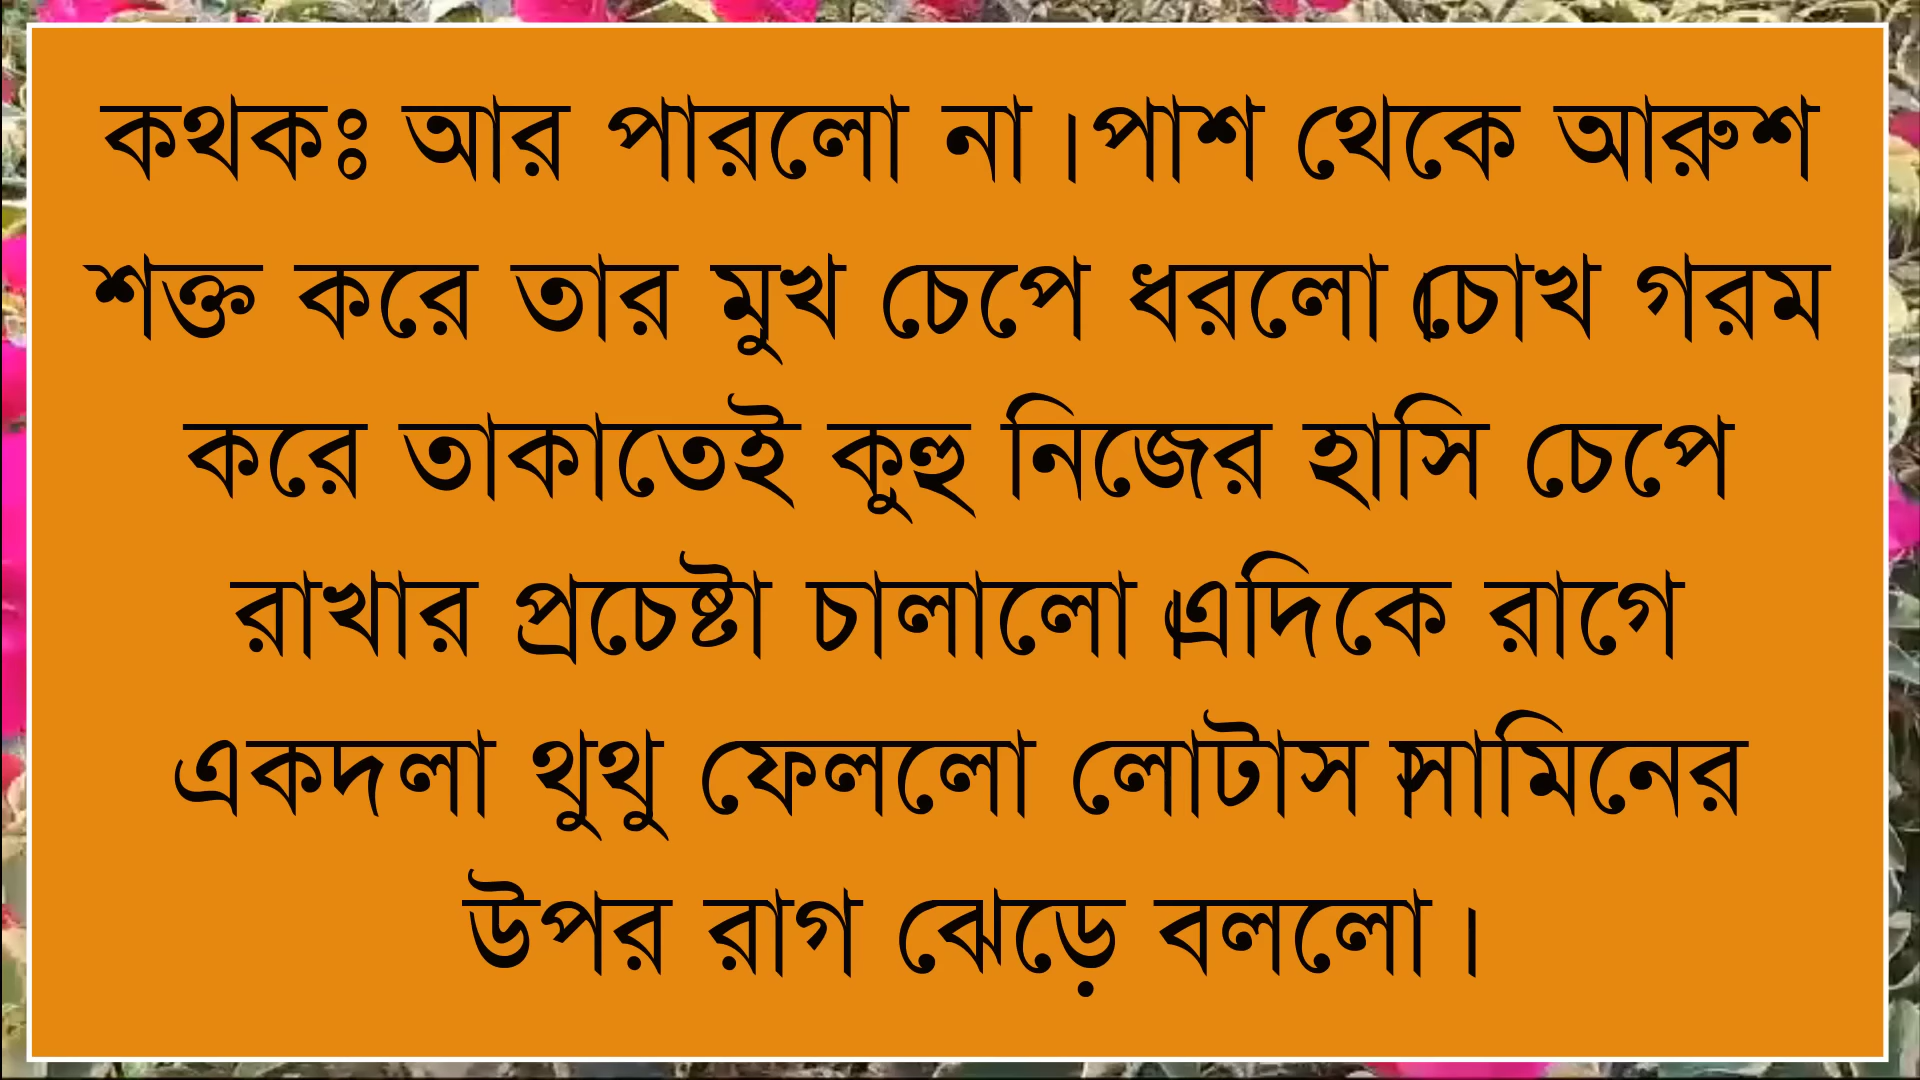 কথকঃ আর পারলো না।পাশ থেকে আরুশ
শক্ত করে তার মুখ চেপে ধরলো।চোখ গরম
করে তাকাতেই কুহু নিজের হাসি চেপে
রাখার প্রচেষ্টা চালালো।এদিকে রাগে
একদলা থুথু ফেললো লোটাস।সামিনের
উপর রাগ ঝেড়ে বললো।